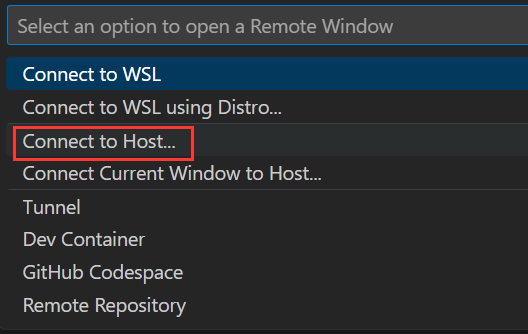 Select an option to open a Remote Window
Connect to WSL
Connect to WSL using Distro...
Connect to Host...
Connect Current Window to Host...
Tunnel
Dev Container
GitHub Codespace
Remote Repository